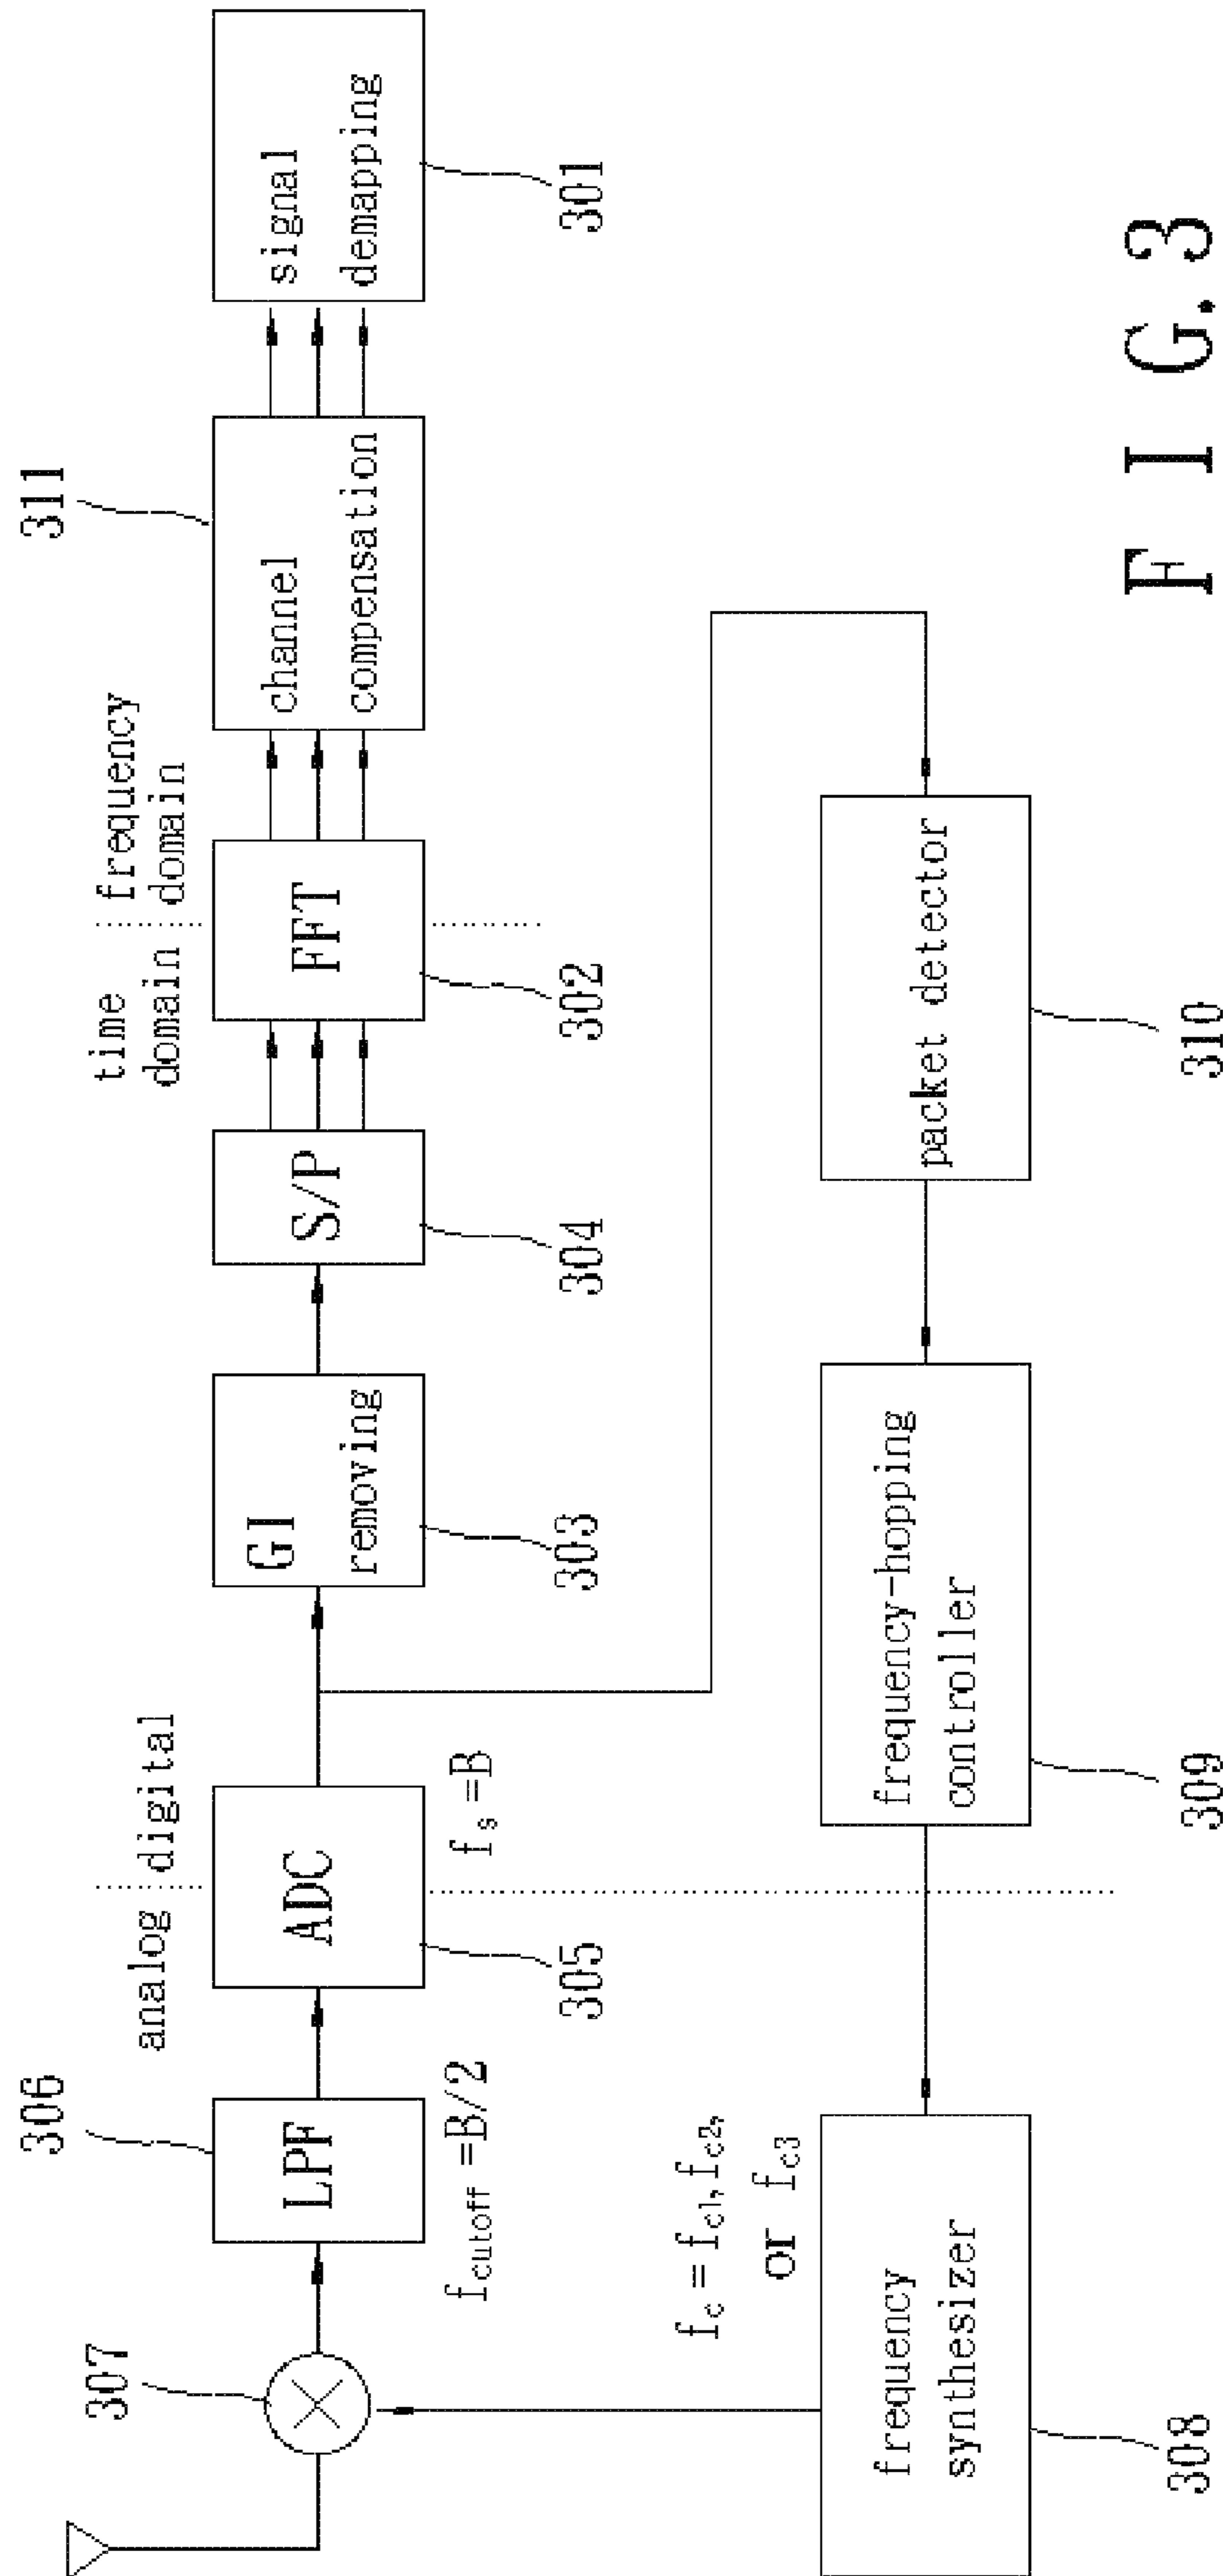 307
306
LPF
f_cutoff =B/2
analog
digital
ADC
305
f_s =B
GI
removing
303
S/P
304
time
domain
frequency
domain
FFT
302
311
channel
compensation
signal
demapping
301
f_c = f_c1, f_c2,
or f_c3
frequency
synthesizer
308
frequency-hopping
controller
309
packet detector
310
FIG. 3